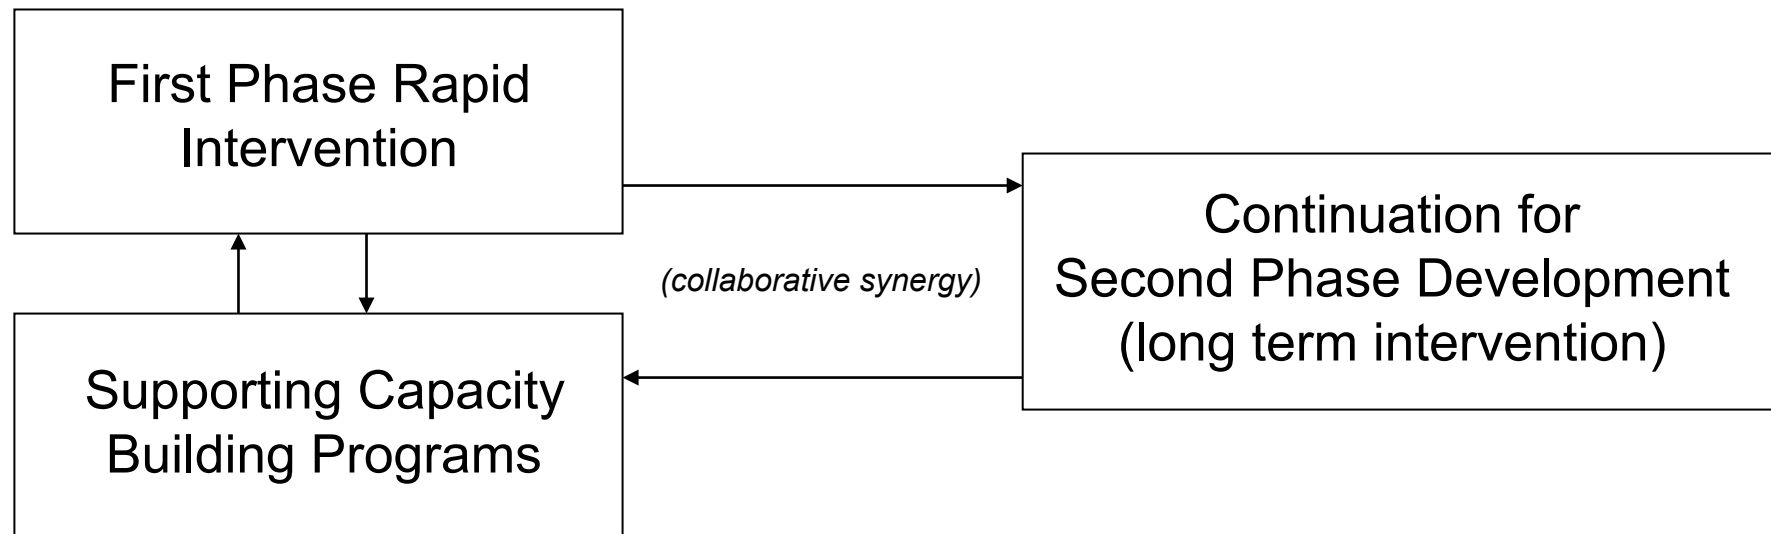 First Phase Rapid
Intervention
Supporting Capacity
Building Programs
(collaborative synergy)
Continuation for
Second Phase Development
(long term intervention)